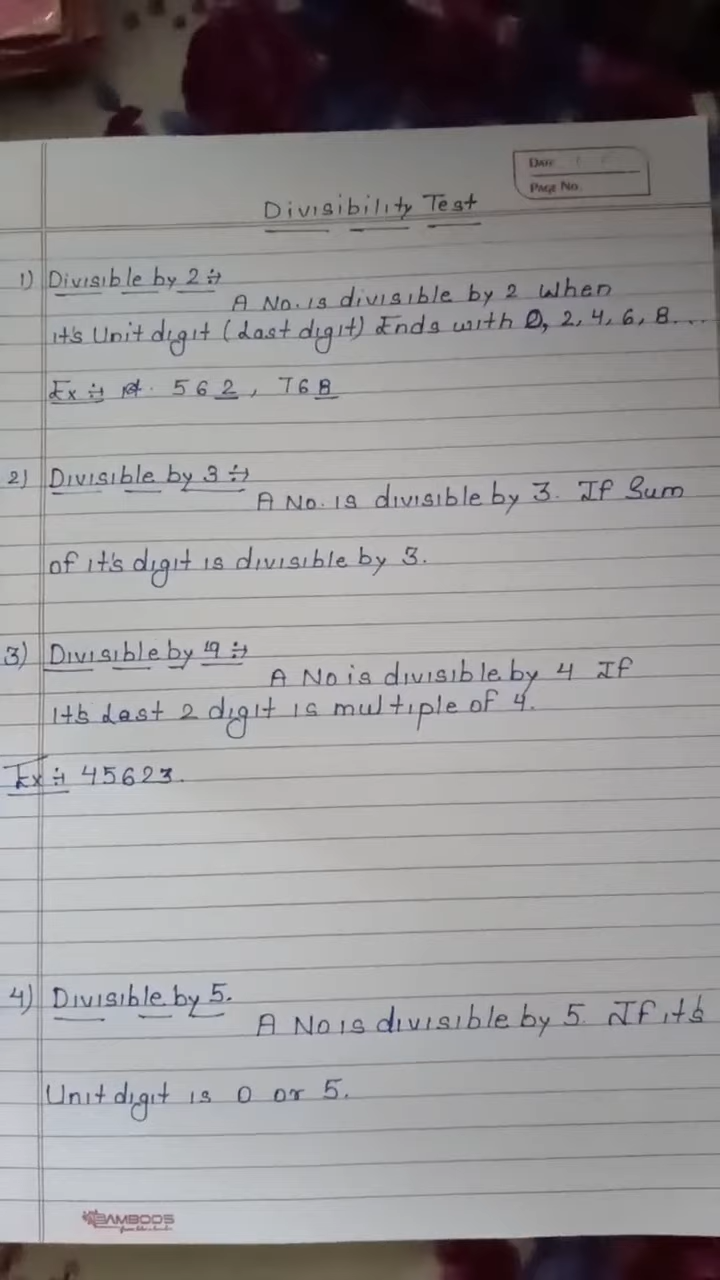 DATE
PAGE NO.
Divisibility Test
1) Divisible by 2 :→
A No. is divisible by 2 When
it's Unit digit (Last digit) Ends with 0, 2, 4, 6, 8...
Ex :→ 562, 768
2) Divisible by 3 :→
A No. is divisible by 3. If Sum
of it's digit is divisible by 3.
3) Divisible by 4 :→
A No is divisible by 4 If
it's Last 2 digit is multiple of 4.
Ex :→ 45623.
4) Divisible by 5.
A No is divisible by 5. If it's
Unit digit is 0 or 5.
BAMBOOS